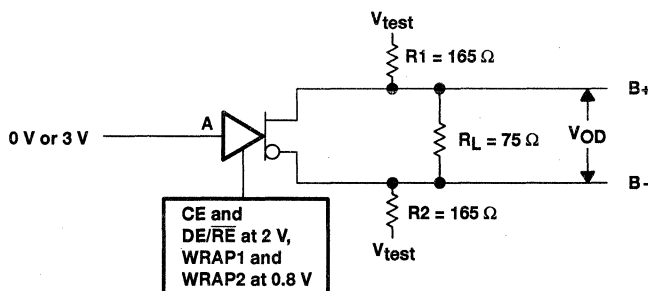 Vtest
R1 = 165 Ω
B+
A
0 V or 3 V
RL = 75 Ω
VOD
B–
CE and
DE/R̅E̅ at 2 V,
WRAP1 and
WRAP2 at 0.8 V
R2 = 165 Ω
Vtest